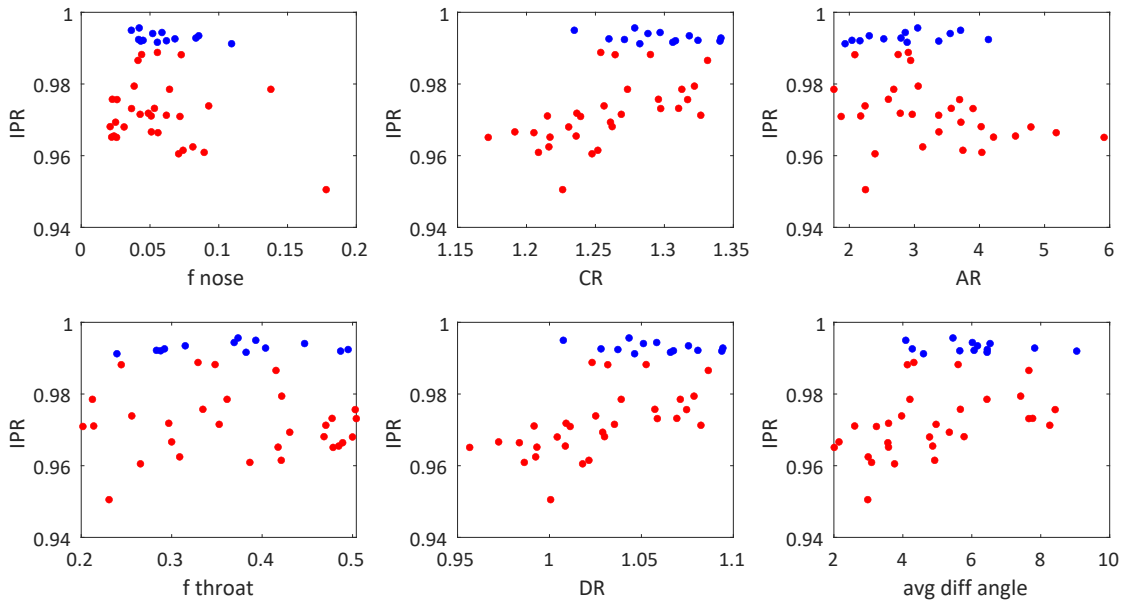 1
0.98
0.96
0.94
IPR
0 0.05 0.1 0.15 0.2
f nose
1
0.98
0.96
0.94
IPR
1.15 1.2 1.25 1.3 1.35
CR
1
0.98
0.96
0.94
IPR
2 3 4 5 6
AR
1
0.98
0.96
0.94
IPR
0.2 0.3 0.4 0.5
f throat
1
0.98
0.96
0.94
IPR
0.95 1 1.05 1.1
DR
1
0.98
0.96
0.94
IPR
2 4 6 8 10
avg diff angle